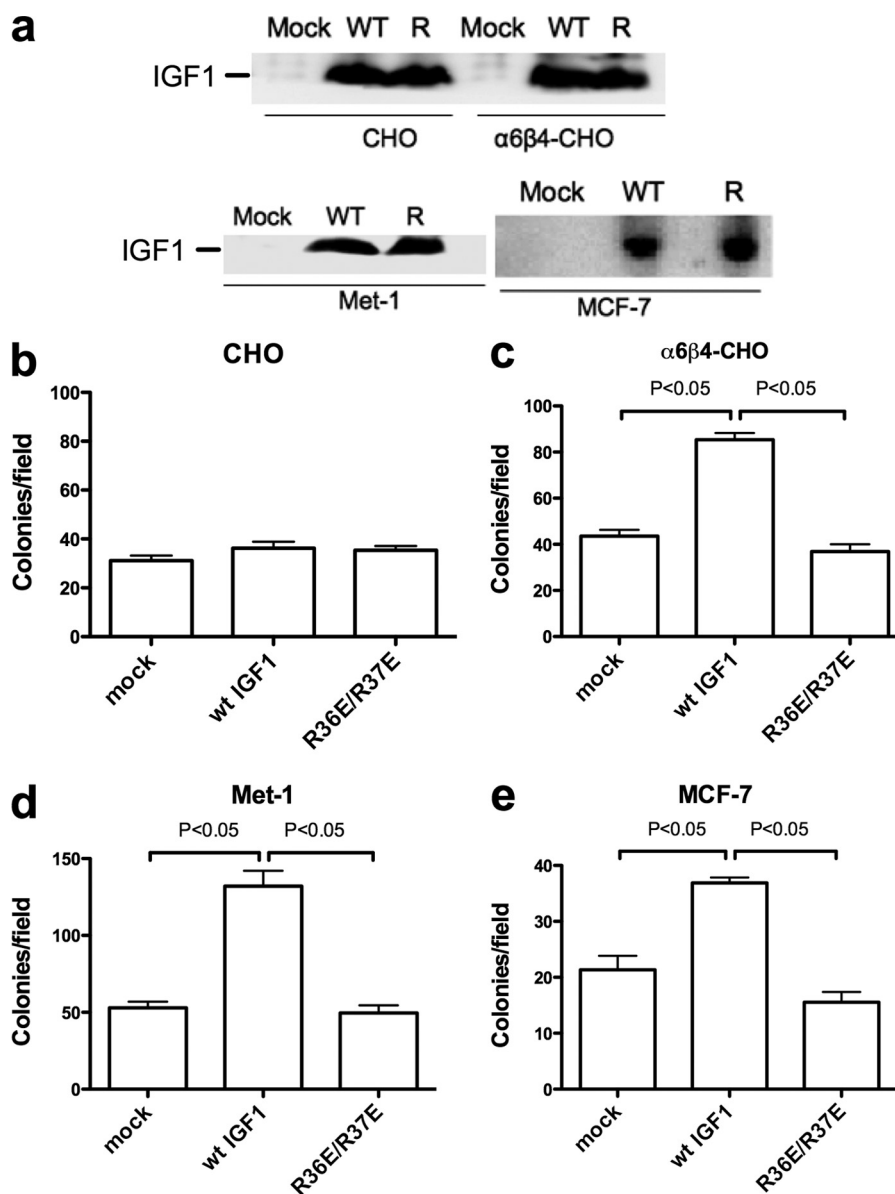 a
Mock WT R Mock WT R
IGF1
CHO α6β4-CHO
Mock WT R Mock WT R
IGF1
Met-1 MCF-7
b
CHO
Colonies/field
100
80
60
40
20
0
mock wt IGF1 R36E/R37E
c
α6β4-CHO
P<0.05 P<0.05
Colonies/field
100
80
60
40
20
0
mock wt IGF1 R36E/R37E
d
Met-1
P<0.05 P<0.05
Colonies/field
150
100
50
0
mock wt IGF1 R36E/R37E
e
MCF-7
P<0.05 P<0.05
Colonies/field
40
30
20
10
0
mock wt IGF1 R36E/R37E